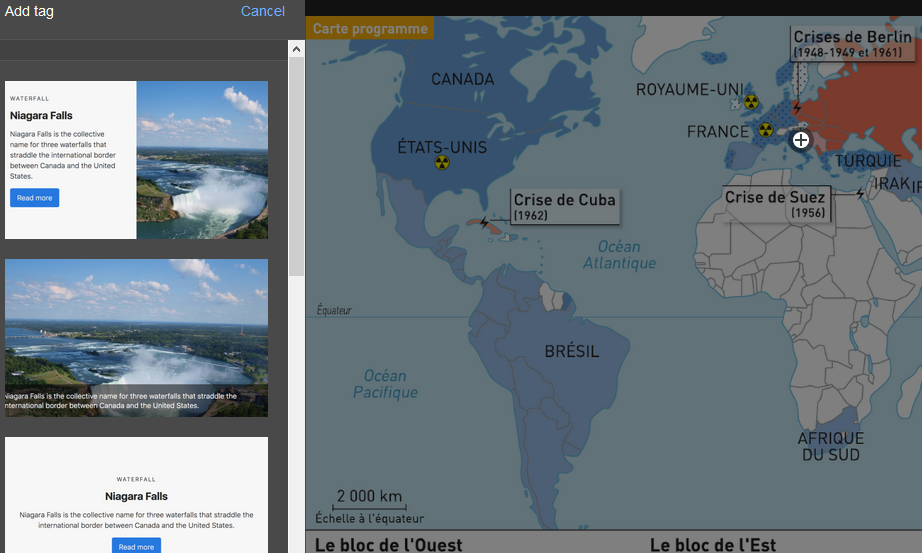 Add tag
Cancel
WATERFALL
Niagara Falls
Niagara Falls is the collective
name for three waterfalls that
straddle the international border
between Canada and the United
States.
Read more
Niagara Falls is the collective name for three waterfalls that straddle the
international border between Canada and the United States.
WATERFALL
Niagara Falls
Niagara Falls is the collective name for three waterfalls that straddle the
international border between Canada and the United States.
Read more
Carte programme
Crises de Berlin
(1948-1949 et 1961)
CANADA
ROYAUME-UNI
FRANCE
ÉTATS-UNIS
TURQUIE
IRAK
Crise de Cuba
(1962)
Crise de Suez
(1956)
Océan
Atlantique
Équateur
BRÉSIL
Océan
Pacifique
AFRIQUE
DU SUD
2 000 km
Échelle à l'équateur
Le bloc de l'Ouest
Le bloc de l'Est